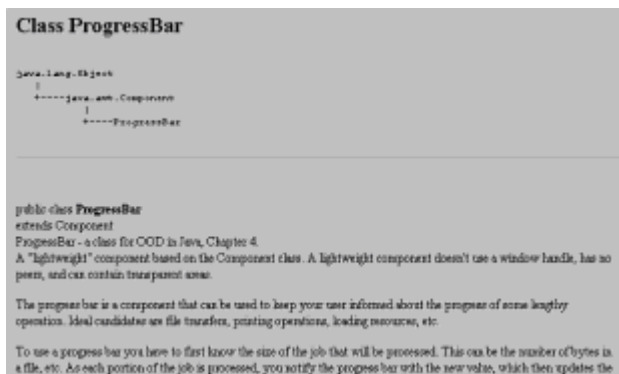 Class ProgressBar
java.lang.Object
|
+----java.awt.Component
|
+----ProgressBar
public class ProgressBar
extends Component
ProgressBar - a class for OOD in Java, Chapter 4.
A "lightweight" component based on the Component class. A lightweight component doesn't use a window handle, has no
peers, and can contain transparent areas.
The progress bar is a component that can be used to keep your user informed about the progress of some lengthy
operation. Ideal candidates are file transfers, printing operations, loading resources, etc.
To use a progress bar you have to first know the size of the job that will be processed. This can be the number of bytes in
a file, etc. As each portion of the job is processed, you notify the progress bar with the new value, which then updates the